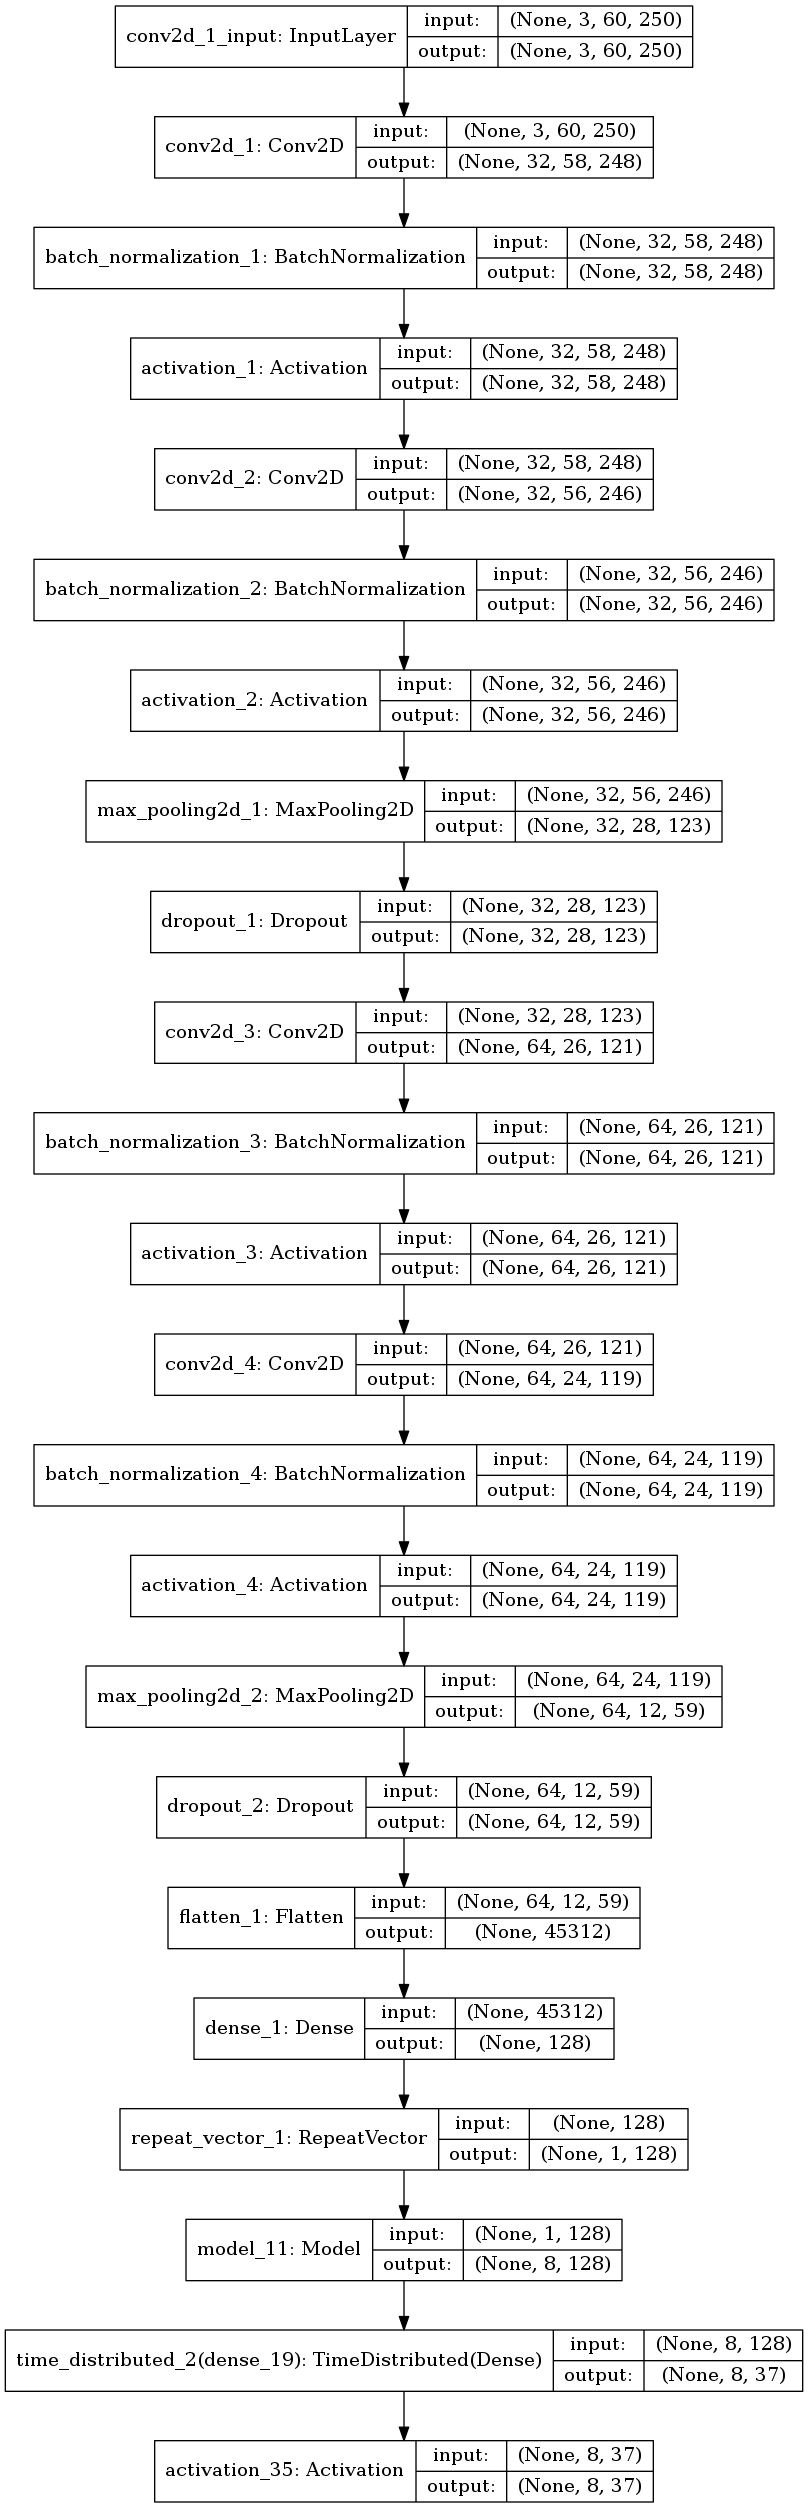 conv2d_1_input: InputLayer
input: (None, 3, 60, 250)
output: (None, 3, 60, 250)
conv2d_1: Conv2D
input: (None, 3, 60, 250)
output: (None, 32, 58, 248)
batch_normalization_1: BatchNormalization
input: (None, 32, 58, 248)
output: (None, 32, 58, 248)
activation_1: Activation
input: (None, 32, 58, 248)
output: (None, 32, 58, 248)
conv2d_2: Conv2D
input: (None, 32, 58, 248)
output: (None, 32, 56, 246)
batch_normalization_2: BatchNormalization
input: (None, 32, 56, 246)
output: (None, 32, 56, 246)
activation_2: Activation
input: (None, 32, 56, 246)
output: (None, 32, 56, 246)
max_pooling2d_1: MaxPooling2D
input: (None, 32, 56, 246)
output: (None, 32, 28, 123)
dropout_1: Dropout
input: (None, 32, 28, 123)
output: (None, 32, 28, 123)
conv2d_3: Conv2D
input: (None, 32, 28, 123)
output: (None, 64, 26, 121)
batch_normalization_3: BatchNormalization
input: (None, 64, 26, 121)
output: (None, 64, 26, 121)
activation_3: Activation
input: (None, 64, 26, 121)
output: (None, 64, 26, 121)
conv2d_4: Conv2D
input: (None, 64, 26, 121)
output: (None, 64, 24, 119)
batch_normalization_4: BatchNormalization
input: (None, 64, 24, 119)
output: (None, 64, 24, 119)
activation_4: Activation
input: (None, 64, 24, 119)
output: (None, 64, 24, 119)
max_pooling2d_2: MaxPooling2D
input: (None, 64, 24, 119)
output: (None, 64, 12, 59)
dropout_2: Dropout
input: (None, 64, 12, 59)
output: (None, 64, 12, 59)
flatten_1: Flatten
input: (None, 64, 12, 59)
output: (None, 45312)
dense_1: Dense
input: (None, 45312)
output: (None, 128)
repeat_vector_1: RepeatVector
input: (None, 128)
output: (None, 1, 128)
model_11: Model
input: (None, 1, 128)
output: (None, 8, 128)
time_distributed_2(dense_19): TimeDistributed(Dense)
input: (None, 8, 128)
output: (None, 8, 37)
activation_35: Activation
input: (None, 8, 37)
output: (None, 8, 37)